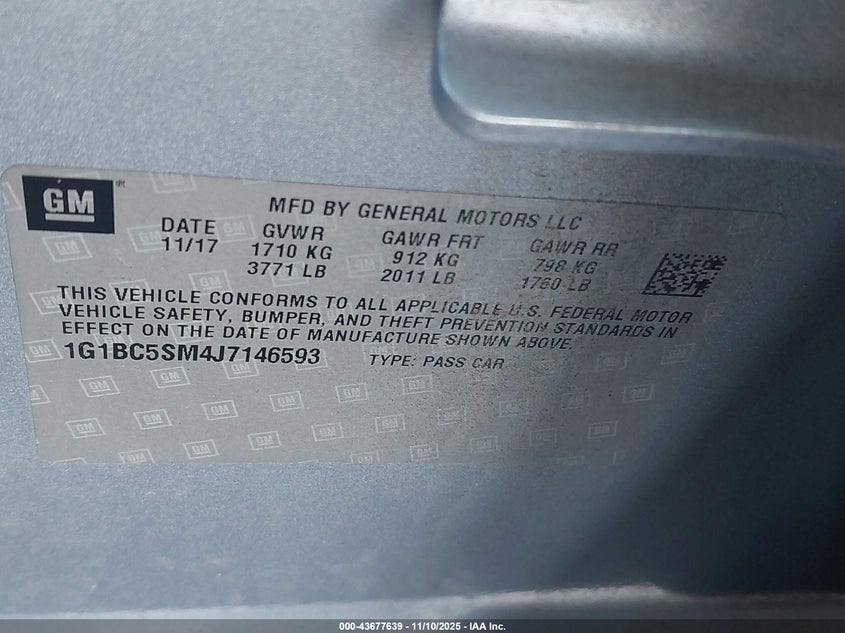 GM
MFD BY GENERAL MOTORS LLC
DATE GVWR GAWR FRT GAWR RR
11/17 1710 KG 912 KG 798 KG
3771 LB 2011 LB 1760 LB
THIS VEHICLE CONFORMS TO ALL APPLICABLE U.S. FEDERAL MOTOR
VEHICLE SAFETY, BUMPER, AND THEFT PREVENTION STANDARDS IN
EFFECT ON THE DATE OF MANUFACTURE SHOWN ABOVE.
1G1BC5SM4J7146593 TYPE: PASS CAR
000-43677639 - 11/10/2025 - IAA Inc.